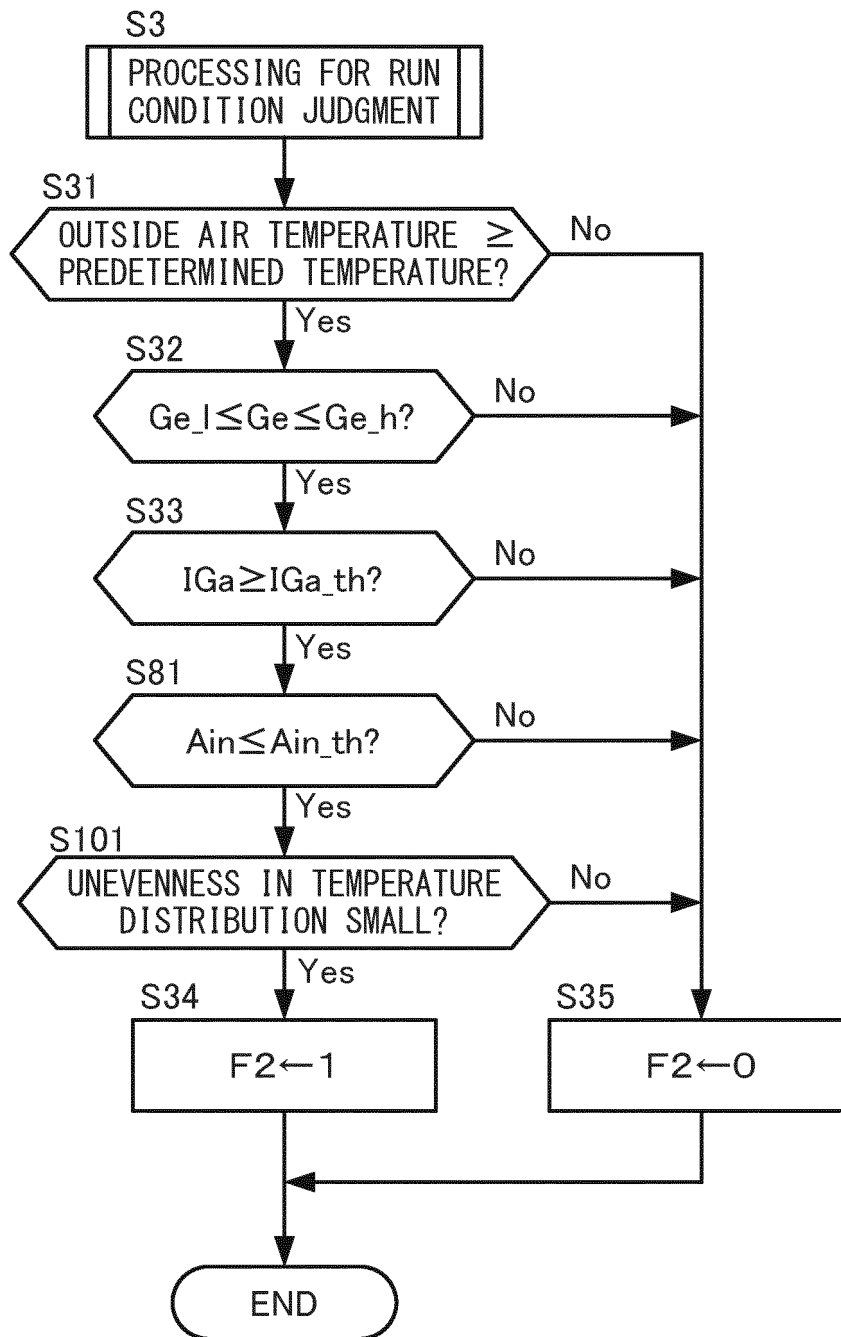 S3
PROCESSING FOR RUN
CONDITION JUDGMENT
S31
OUTSIDE AIR TEMPERATURE ≥
PREDETERMINED TEMPERATURE?
No
Yes
S32
Ge_l≤Ge≤Ge_h?
No
Yes
S33
IGa≥IGa_th?
No
Yes
S81
Ain≤Ain_th?
No
Yes
S101
UNEVENNESS IN TEMPERATURE
DISTRIBUTION SMALL?
No
Yes
S34
F2←1
S35
F2←0
END